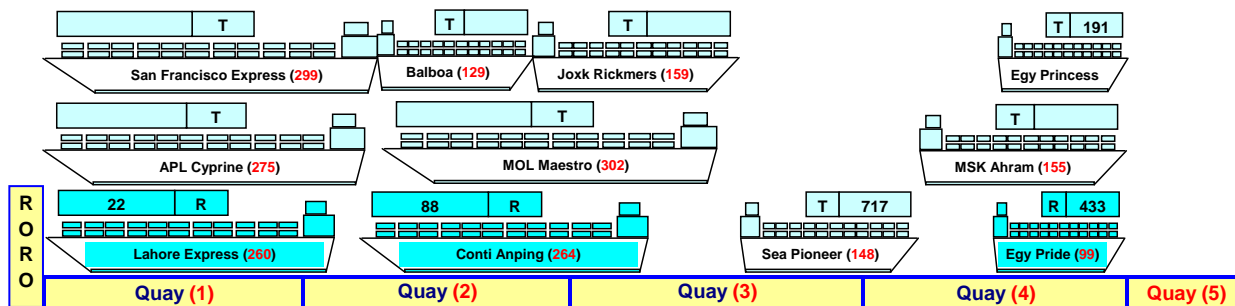 T
T
T
T 191
San Francisco Express (299)
Balboa (129)
Joxk Rickmers (159)
Egy Princess
T
T
T
APL Cyprine (275)
MOL Maestro (302)
MSK Ahram (155)
R
O
R
O
22 R
88 R
T 717
R 433
Lahore Express (260)
Conti Anping (264)
Sea Pioneer (148)
Egy Pride (99)
Quay (1)
Quay (2)
Quay (3)
Quay (4)
Quay (5)